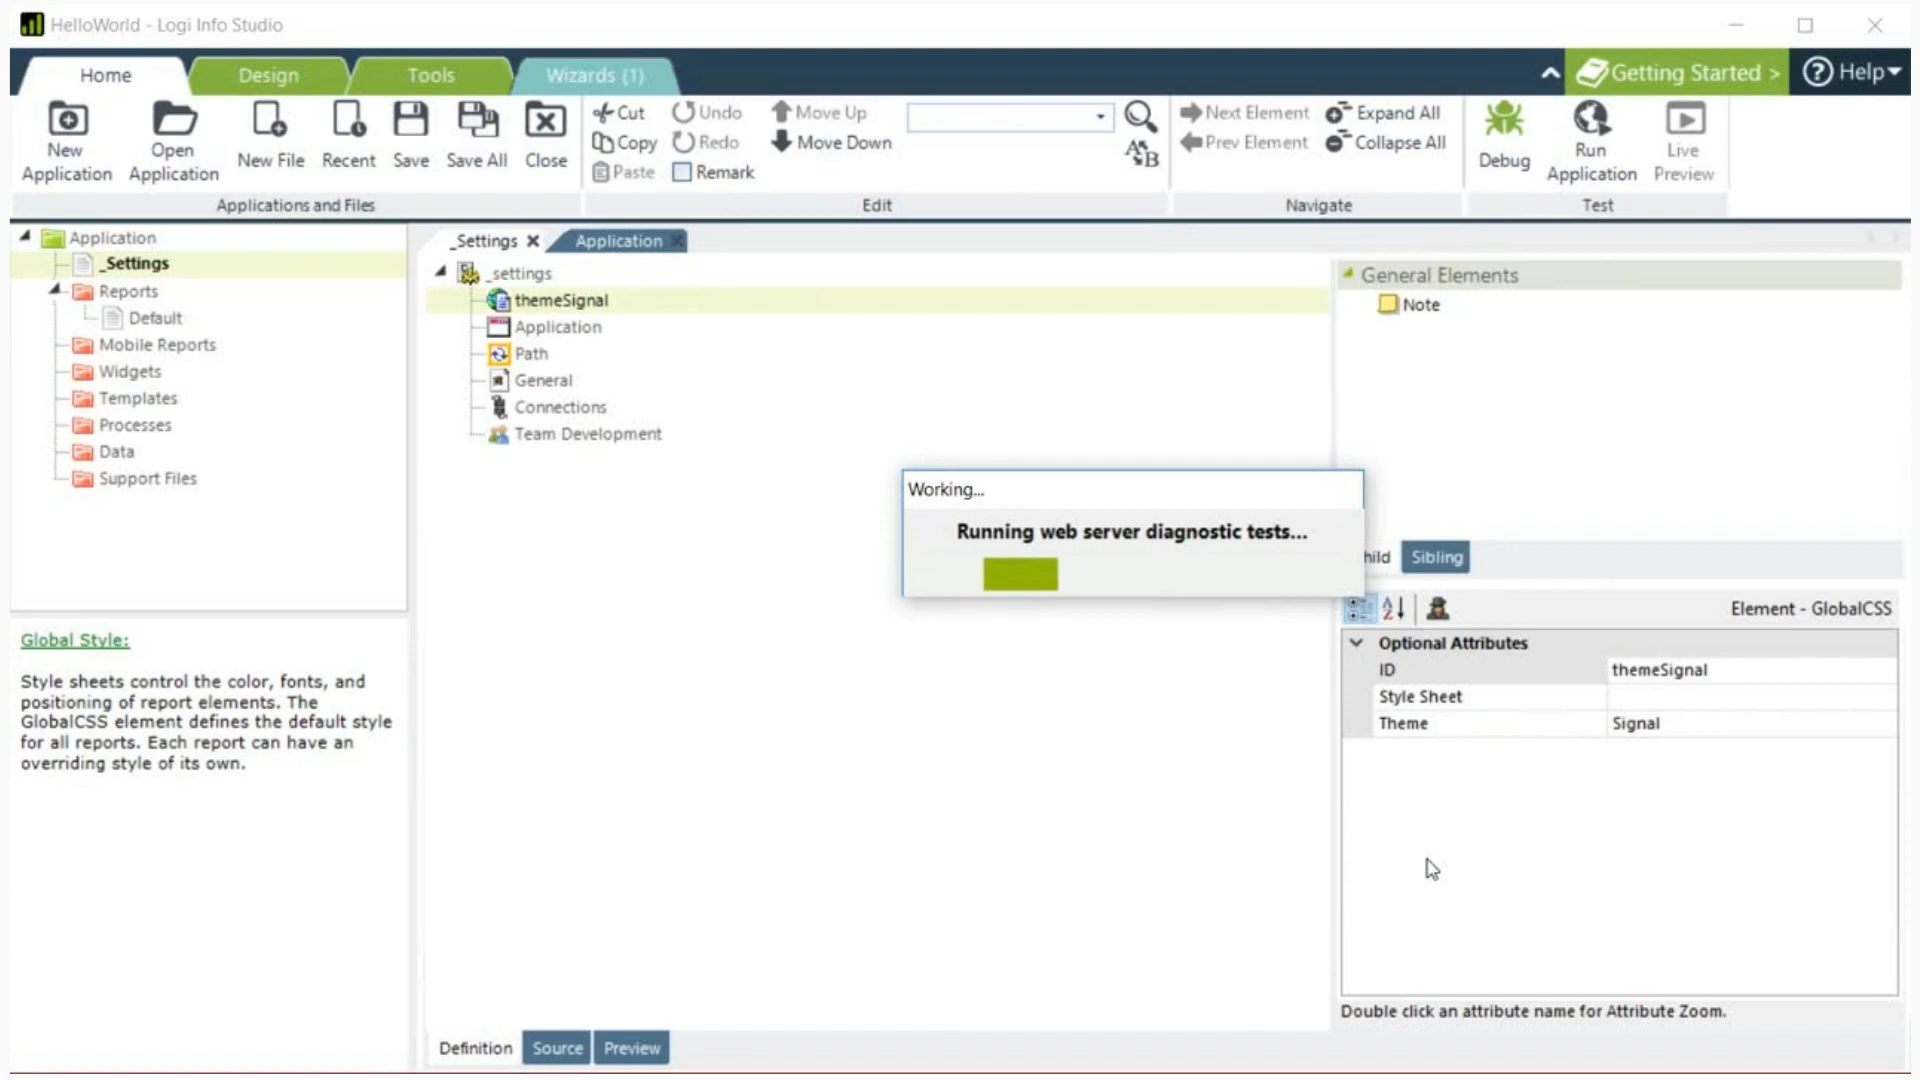 HelloWorld - Logi Info Studio
Home
Design
Tools
Wizards (1)
Getting Started >
Help
New Application
Open Application
New File
Recent
Save
Save All
Close
Cut
Copy
Paste
Undo
Redo
Remark
Move Up
Move Down
A B
Next Element
Prev Element
Expand All
Collapse All
Debug
Run Application
Live Preview
Applications and Files
Edit
Navigate
Test
Application
_Settings
Reports
Default
Mobile Reports
Widgets
Templates
Processes
Data
Support Files
Global Style:
Style sheets control the color, fonts, and
positioning of report elements. The
GlobalCSS element defines the default style
for all reports. Each report can have an
overriding style of its own.
_Settings
Application
_settings
themeSignal
Application
Path
General
Connections
Team Development
Working...
Running web server diagnostic tests...
General Elements
Note
hild
Sibling
A Z
Element - GlobalCSS
Optional Attributes
ID themeSignal
Style Sheet
Theme Signal
Double click an attribute name for Attribute Zoom.
Definition
Source
Preview